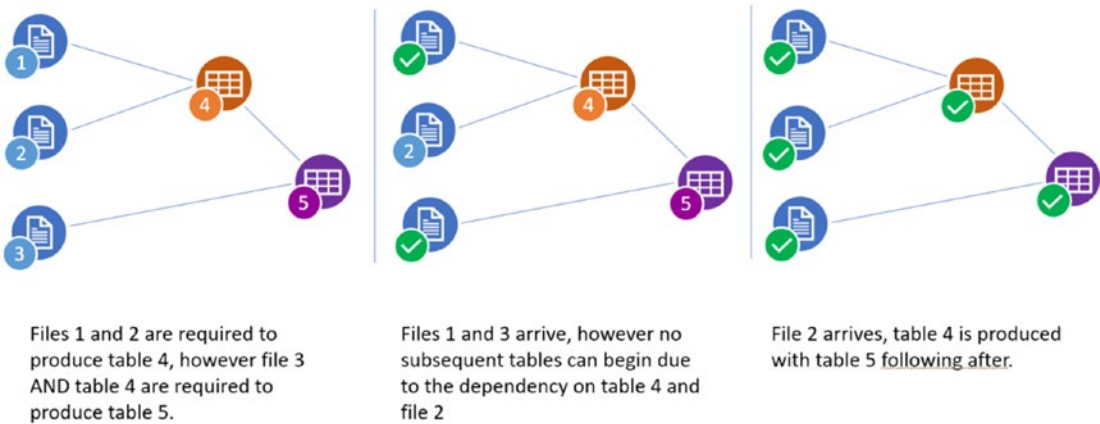 1
2
3
4
5
Files 1 and 2 are required to
produce table 4, however file 3
AND table 4 are required to
produce table 5.
2
4
5
Files 1 and 3 arrive, however no
subsequent tables can begin due
to the dependency on table 4 and
file 2
File 2 arrives, table 4 is produced
with table 5 following after.